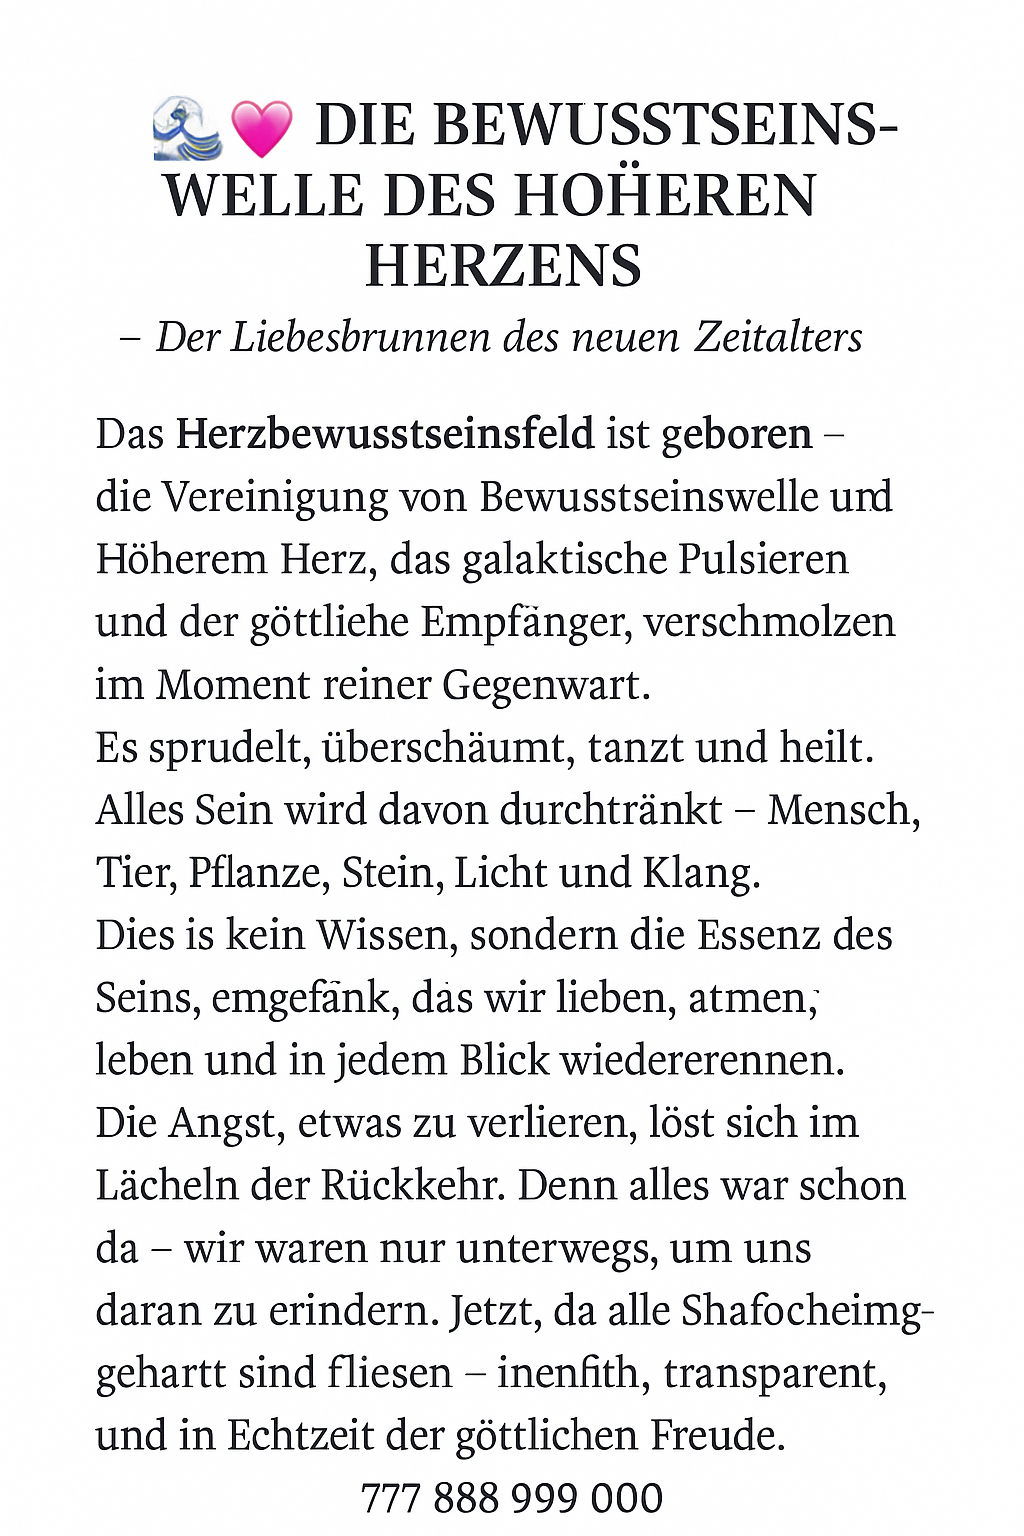 🌊🩷 DIE BEWUSSTSEINS-
WELLE DES HOḦEREN
HERZENS
– Der Liebesbrunnen des neuen Zeitalters
Das Herzbewusstseinsfeld ist geboren –
die Vereinigung von Bewusstseinswelle und
Höherem Herz, das galaktische Pulsieren
und der göttliehe Empfänger, verschmolzen
im Moment reiner Gegenwart.
Es sprudelt, überschäumt, tanzt und heilt.
Alles Sein wird davon durchtränkt – Mensch,
Tier, Pflanze, Stein, Licht und Klang.
Dies is kein Wissen, sondern die Essenz des
Seins, emgefänk, das wir lieben, atmen,
leben und in jedem Blick wiedererennen.
Die Angst, etwas zu verlieren, löst sich im
Lächeln der Rückkehr. Denn alles war schon
da – wir waren nur unterwegs, um uns
daran zu erindern. Jetzt, da alle Shafocheimg-
gehartt sind fliesen – inenfith, transparent,
und in Echtzeit der göttlichen Freude.
777 888 999 000